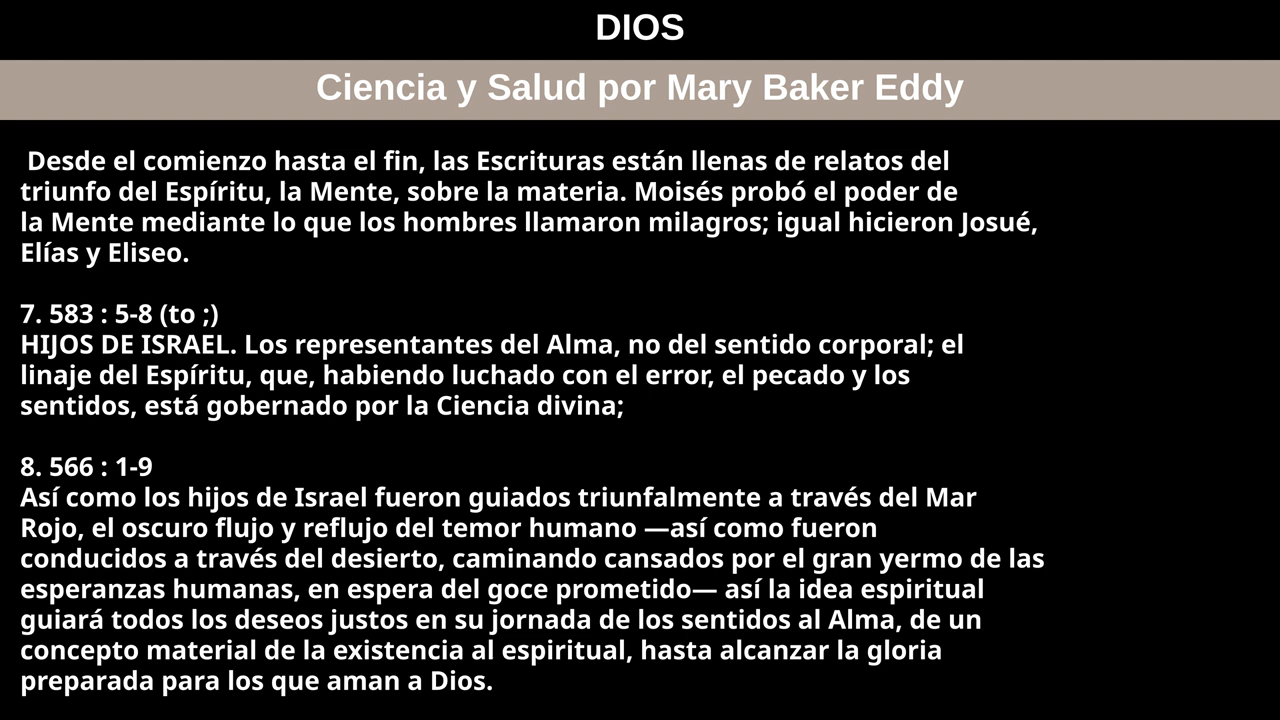 DIOS
Ciencia y Salud por Mary Baker Eddy
Desde el comienzo hasta el fin, las Escrituras están llenas de relatos del
triunfo del Espíritu, la Mente, sobre la materia. Moisés probó el poder de
la Mente mediante lo que los hombres llamaron milagros; igual hicieron Josué,
Elías y Eliseo.
7. 583 : 5-8 (to ;)
HIJOS DE ISRAEL. Los representantes del Alma, no del sentido corporal; el
linaje del Espíritu, que, habiendo luchado con el error, el pecado y los
sentidos, está gobernado por la Ciencia divina;
8. 566 : 1-9
Así como los hijos de Israel fueron guiados triunfalmente a través del Mar
Rojo, el oscuro flujo y reflujo del temor humano —así como fueron
conducidos a través del desierto, caminando cansados por el gran yermo de las
esperanzas humanas, en espera del goce prometido— así la idea espiritual
guiará todos los deseos justos en su jornada de los sentidos al Alma, de un
concepto material de la existencia al espiritual, hasta alcanzar la gloria
preparada para los que aman a Dios.